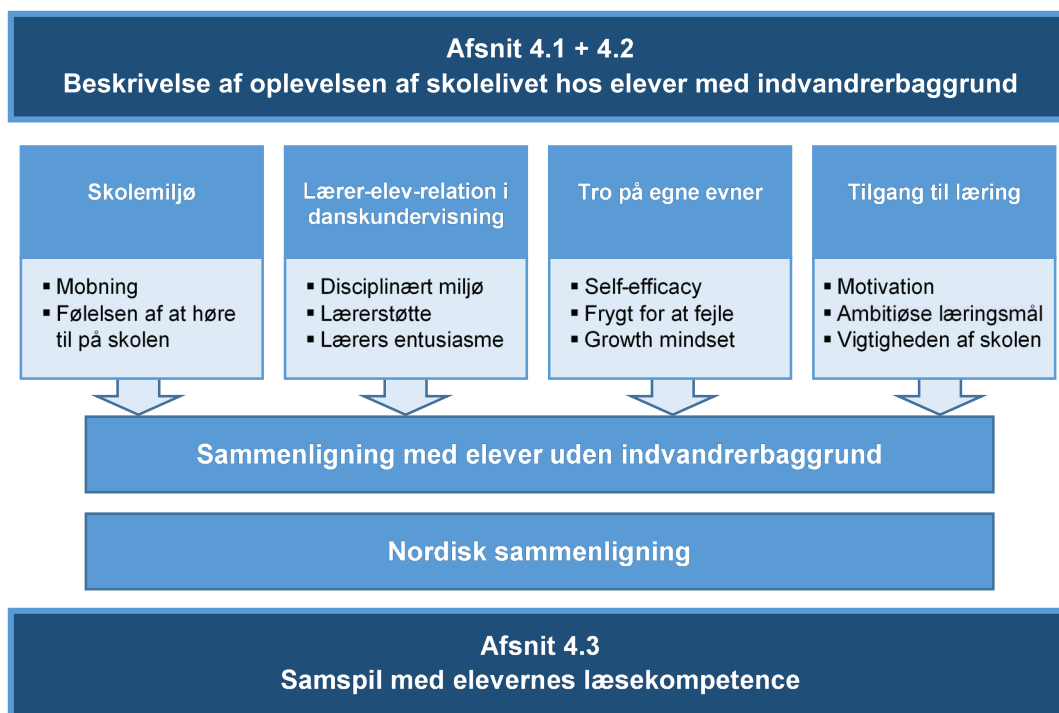 Afsnit 4.1 + 4.2
Beskrivelse af oplevelsen af skolelivet hos elever med indvandrerbaggrund
Skolemiljø
▪ Mobning
▪ Følelsen af at høre
til på skolen
Lærer-elev-relation i
danskundervisning
▪ Disciplinært miljø
▪ Lærerstøtte
▪ Lærers entusiasme
Tro på egne evner
▪ Self-efficacy
▪ Frygt for at fejle
▪ Growth mindset
Tilgang til læring
▪ Motivation
▪ Ambitiøse læringsmål
▪ Vigtigheden af skolen
Sammenligning med elever uden indvandrerbaggrund
Nordisk sammenligning
Afsnit 4.3
Samspil med elevernes læsekompetence